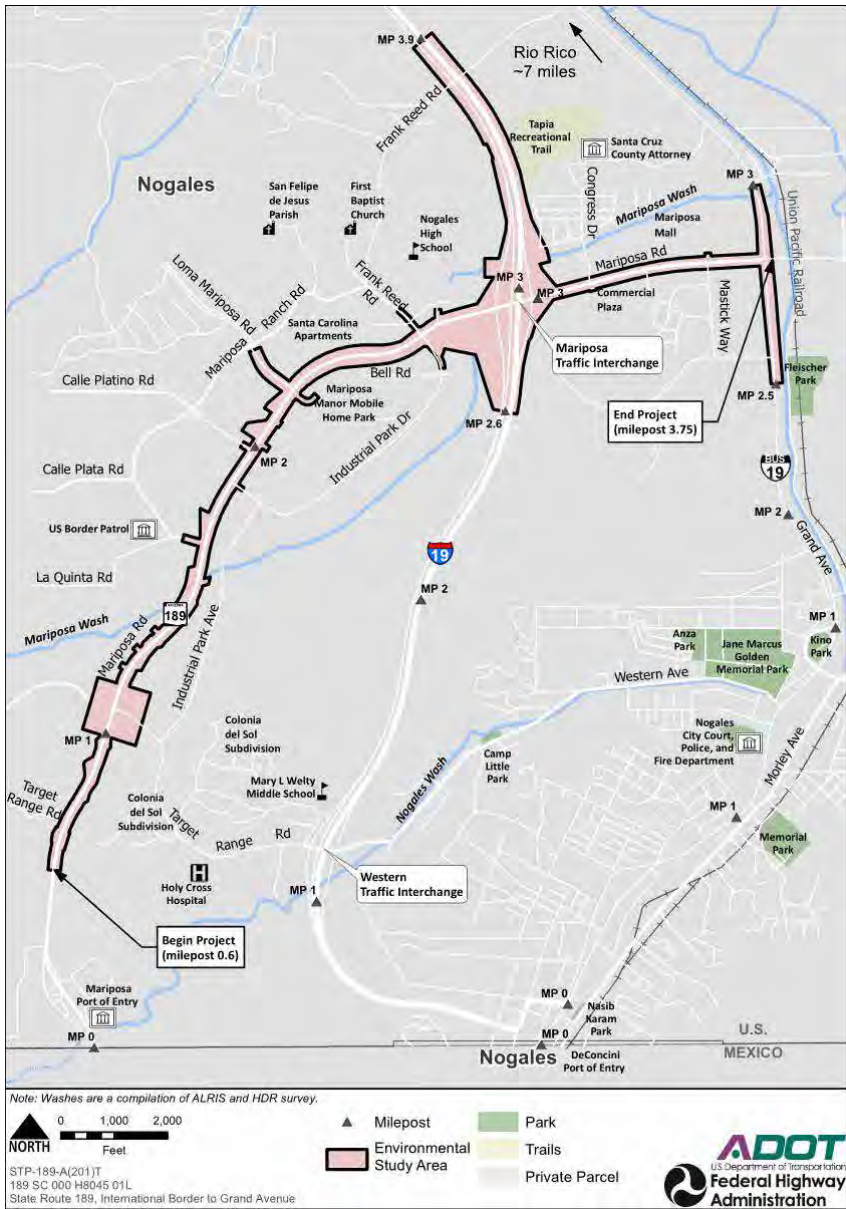 MP 3.9
Rio Rico
~7 miles
Frank Reed Rd
Tapia
Recreational
Trail
Santa Cruz
County Attorney
Nogales
San Felipe
de Jesus
Parish
First
Baptist
Church
Nogales
High
School
Congress Dr
Mariposa Wash
Mariposa
Mall
MP 3
Union Pacific Railroad
Loma Mariposa Rd
Mariposa Ranch Rd
Frank Reed
Rd
MP 3
MP 3
Mariposa Rd
Commercial
Plaza
Mastick Way
Santa Carolina
Apartments
Bell Rd
Mariposa
Traffic Interchange
Calle Platino Rd
Mariposa
Manor Mobile
Home Park
Fleischer
Park
MP 2.5
Industrial Park Dr
MP 2.6
End Project
(milepost 3.75)
MP 2
Calle Plata Rd
BUS
19
US Border Patrol
MP 2
Grand Ave
19
La Quinta Rd
MP 2
ARIZONA
189
Mariposa Wash
Mariposa Rd
Industrial Park Ave
MP 1
Kino
Park
Anza
Park
Jane Marcus
Golden
Memorial Park
Western Ave
MP 1
Colonia
del Sol
Subdivision
Nogales
City Court,
Police, and
Fire Department
Camp
Little
Park
Morley Ave
Mary L Welty
Middle School
Nogales Wash
Target
Range Rd
Colonia
del Sol
Subdivision
Target
Range Rd
MP 1
Memorial
Park
H
Holy Cross
Hospital
Western
Traffic Interchange
MP 1
Begin Project
(milepost 0.6)
Mariposa
Port of Entry
MP 0
MP 0
Nasib
Karam
Park
MP 0
U.S.
MEXICO
Nogales
DeConcini
Port of Entry
Note: Washes are a compilation of ALRIS and HDR survey.
NORTH
0 1,000 2,000
Feet
Milepost
Environmental
Study Area
Park
Trails
Private Parcel
STP-189-A(201)T
189 SC 000 H8045 01L
State Route 189, International Border to Grand Avenue
ADOT
U.S. Department of Transportation
Federal Highway
Administration